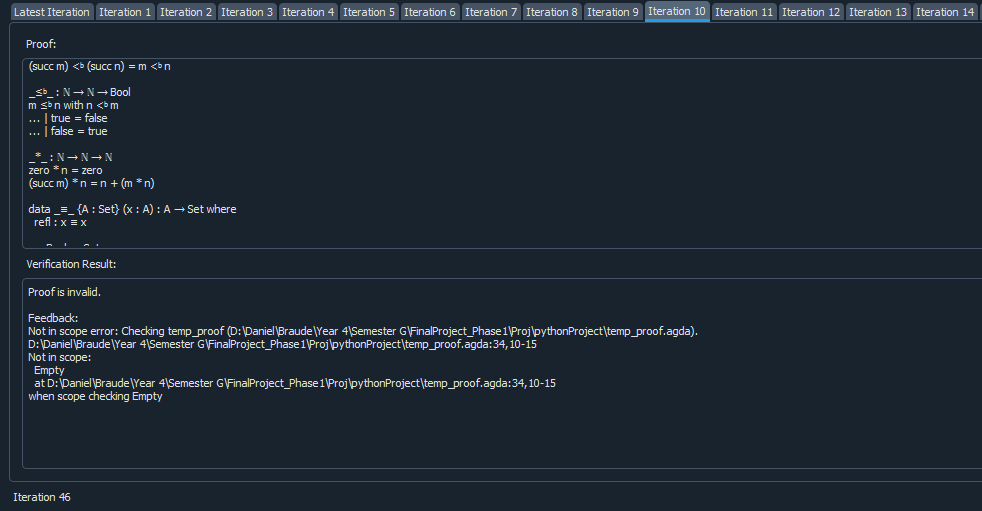 Latest Iteration Iteration 1 Iteration 2 Iteration 3 Iteration 4 Iteration 5 Iteration 6 Iteration 7 Iteration 8 Iteration 9 Iteration 10 Iteration 11 Iteration 12 Iteration 13 Iteration 14
Proof:
(succ m) <ᵇ (succ n) = m <ᵇ n
_≤ᵇ_ : ℕ → ℕ → Bool
m ≤ᵇ n with n <ᵇ m
... | true = false
... | false = true
_*_ : ℕ → ℕ → ℕ
zero * n = zero
(succ m) * n = n + (m * n)
data _≡_ {A : Set} (x : A) : A → Set where
refl : x ≡ x
Verification Result:
Proof is invalid.
Feedback:
Not in scope error: Checking temp_proof (D:\Daniel\Braude\Year 4\Semester G\FinalProject_Phase1\Proj\pythonProject\temp_proof.agda).
D:\Daniel\Braude\Year 4\Semester G\FinalProject_Phase1\Proj\pythonProject\temp_proof.agda:34,10-15
Not in scope:
Empty
at D:\Daniel\Braude\Year 4\Semester G\FinalProject_Phase1\Proj\pythonProject\temp_proof.agda:34,10-15
when scope checking Empty
Iteration 46